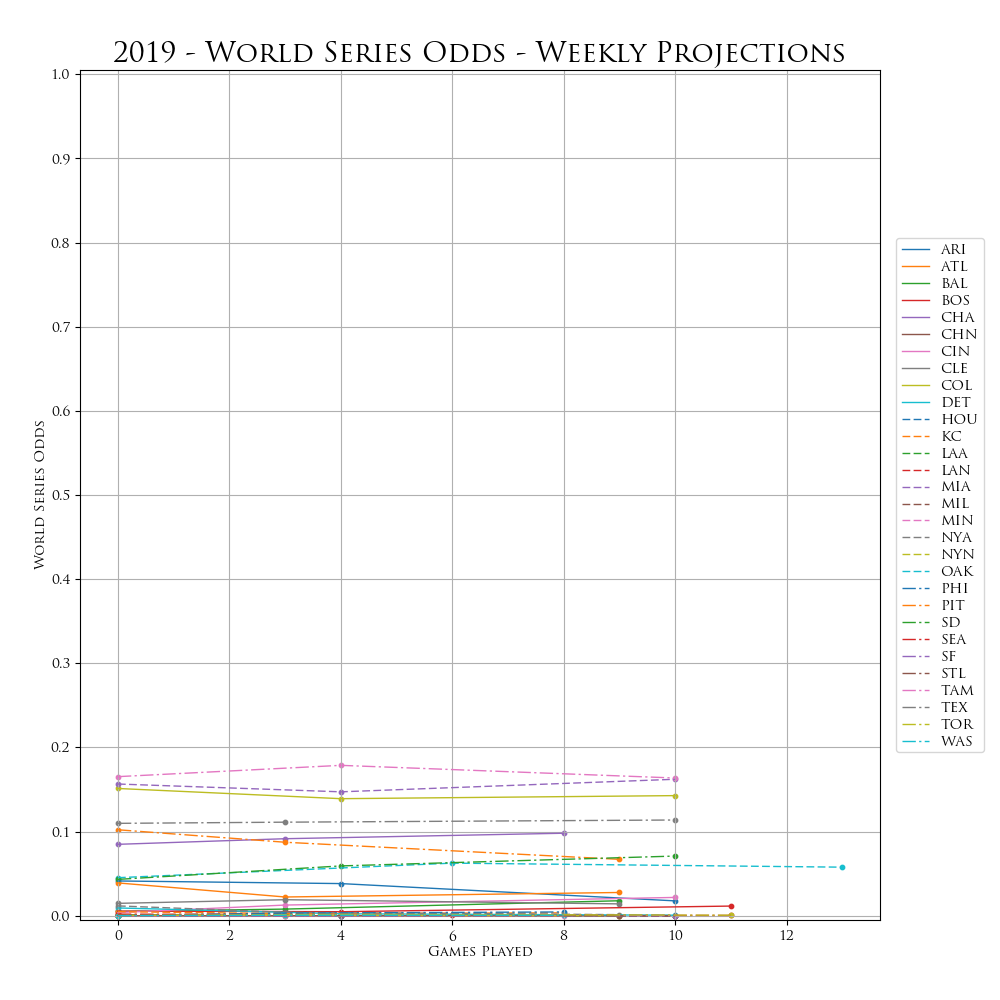 2019 - World Series Odds - Weekly Projections
1.0
0.9
0.8
0.7
0.6
0.5
0.4
0.3
0.2
0.1
0.0
World Series Odds
0 2 4 6 8 10 12
Games Played
ARI
ATL
BAL
BOS
CHA
CHN
CIN
CLE
COL
DET
HOU
KC
LAA
LAN
MIA
MIL
MIN
NYA
NYN
OAK
PHI
PIT
SD
SEA
SF
STL
TAM
TEX
TOR
WAS